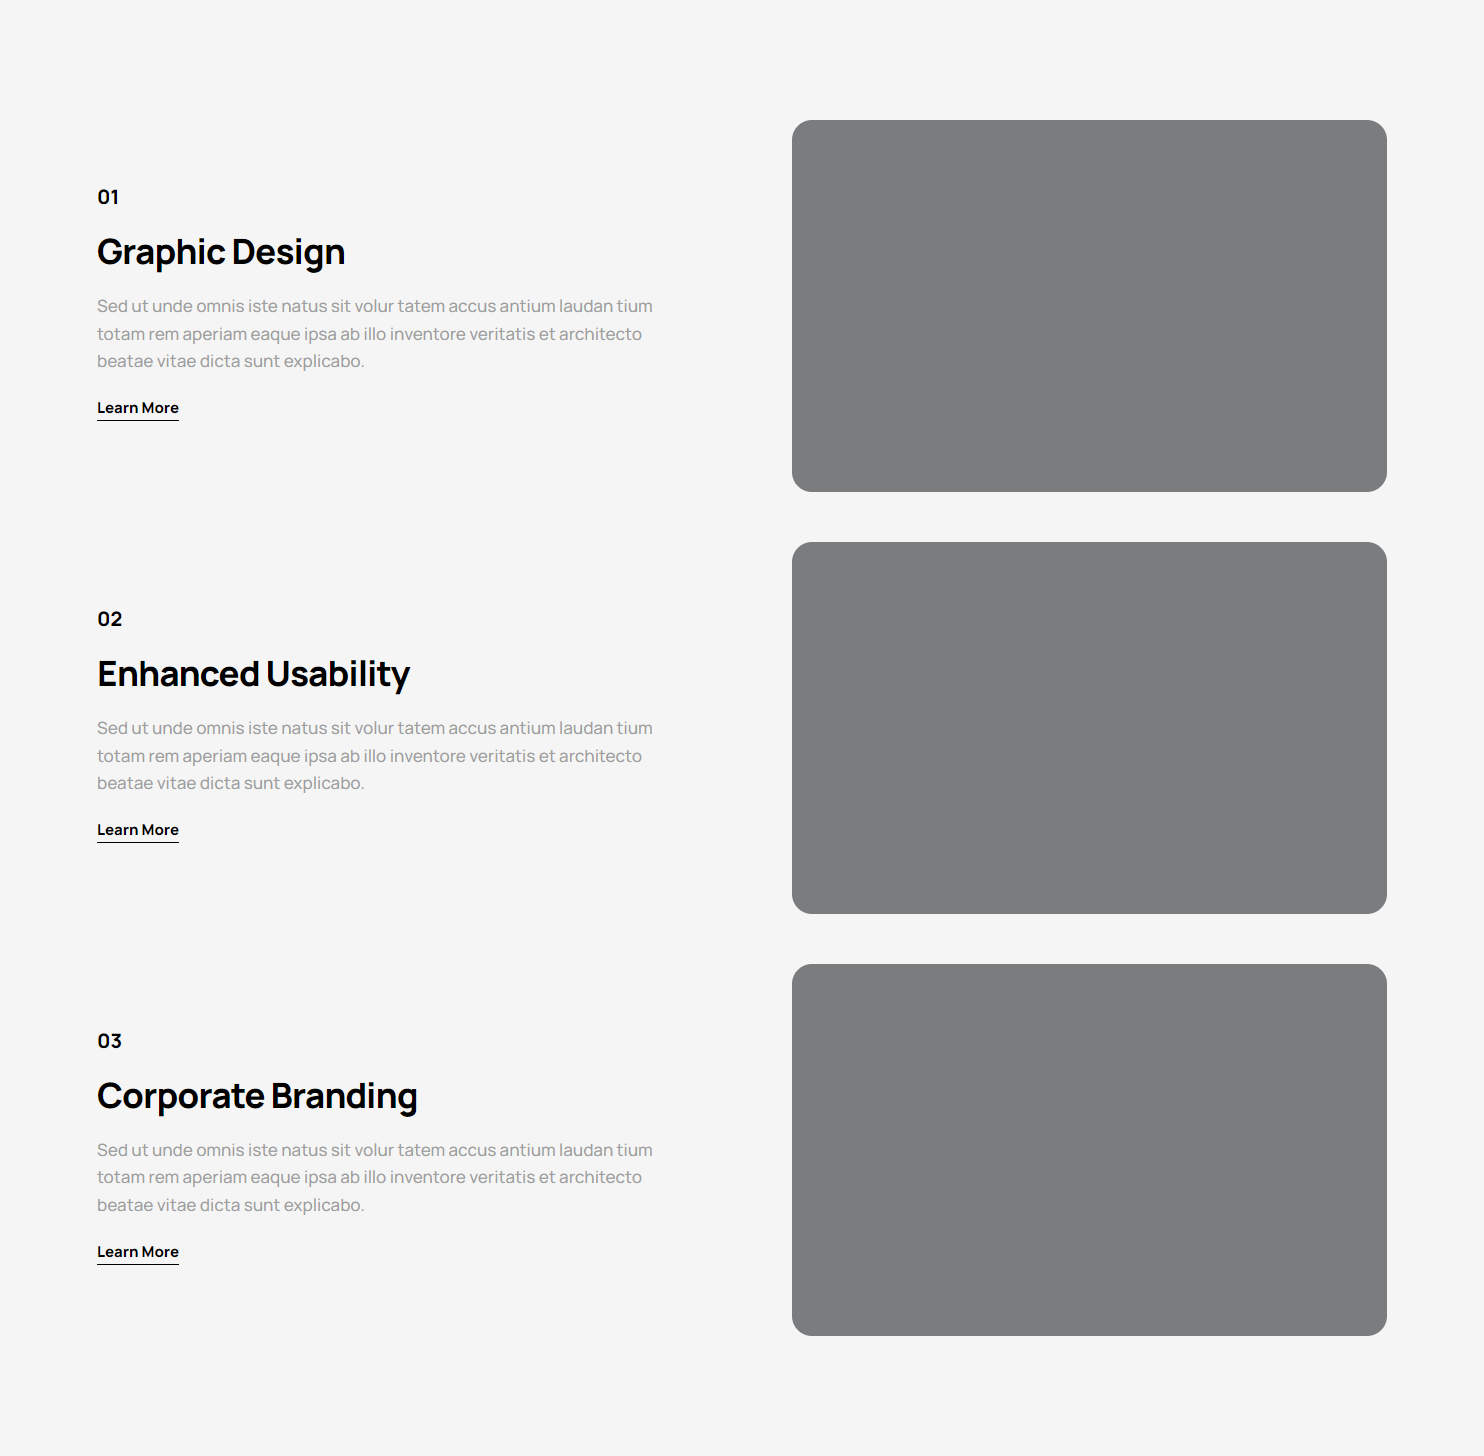 01
Graphic Design
Sed ut unde omnis iste natus sit volur tatem accus antium laudan tium
totam rem aperiam eaque ipsa ab illo inventore veritatis et architecto
beatae vitae dicta sunt explicabo.
Learn More
02
Enhanced Usability
Sed ut unde omnis iste natus sit volur tatem accus antium laudan tium
totam rem aperiam eaque ipsa ab illo inventore veritatis et architecto
beatae vitae dicta sunt explicabo.
Learn More
03
Corporate Branding
Sed ut unde omnis iste natus sit volur tatem accus antium laudan tium
totam rem aperiam eaque ipsa ab illo inventore veritatis et architecto
beatae vitae dicta sunt explicabo.
Learn More